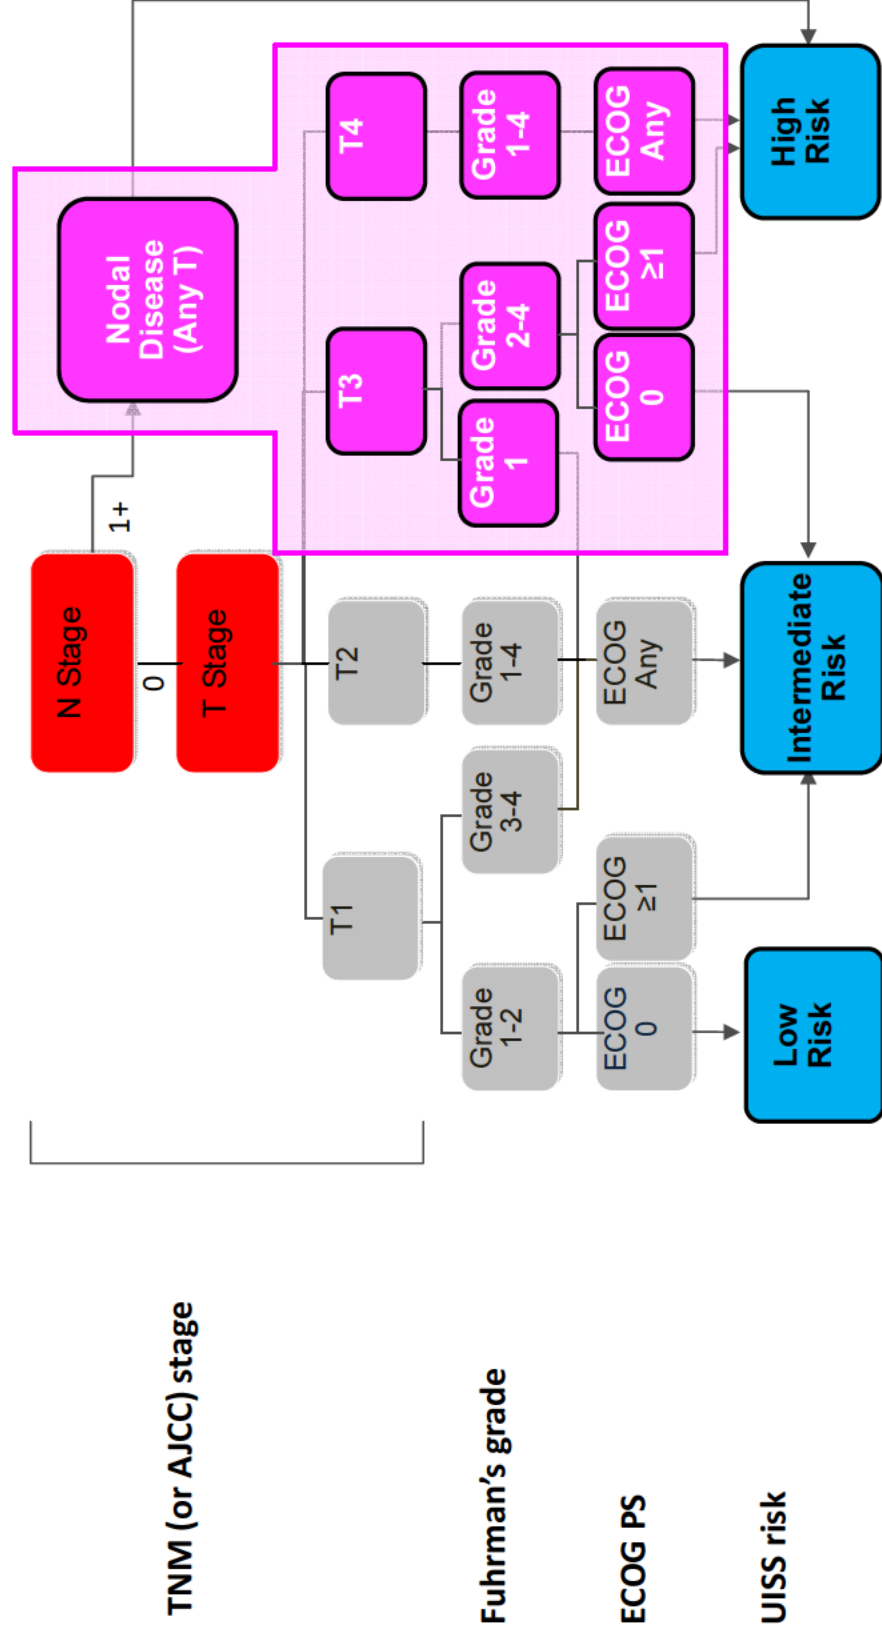 TNM (or AJCC) stage
N Stage
0
1+
Nodal
Disease
(Any T)
T Stage
T1
T2
T3
T4
Fuhrman’s grade
Grade
1-2
Grade
3-4
Grade
1-4
Grade
1
Grade
2-4
Grade
1-4
ECOG PS
ECOG
0
ECOG
≥1
ECOG
Any
ECOG
0
ECOG
≥1
ECOG
Any
UISS risk
Low
Risk
Intermediate
Risk
High
Risk